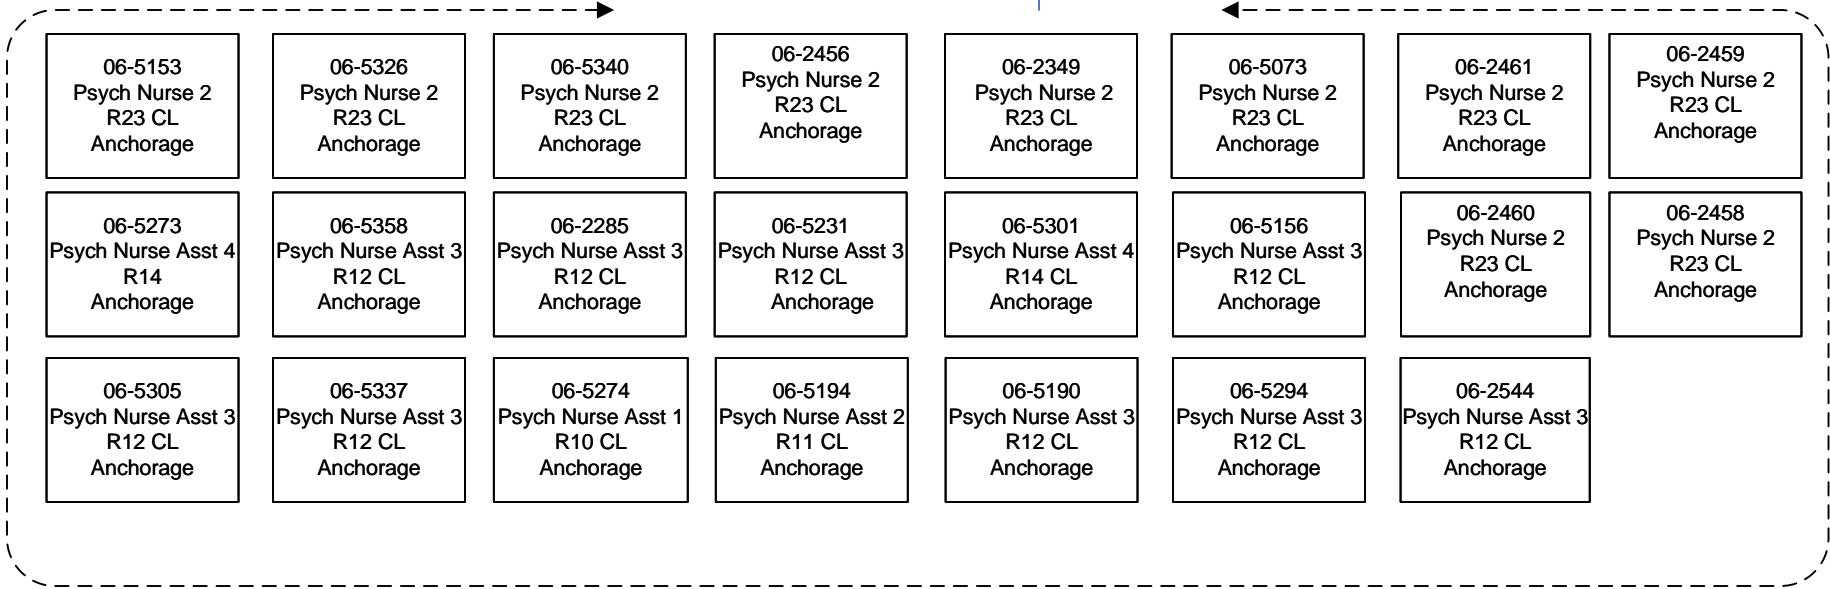 06-5153
Psych Nurse 2
R23 CL
Anchorage
06-5326
Psych Nurse 2
R23 CL
Anchorage
06-5340
Psych Nurse 2
R23 CL
Anchorage
06-2456
Psych Nurse 2
R23 CL
Anchorage
06-2349
Psych Nurse 2
R23 CL
Anchorage
06-5073
Psych Nurse 2
R23 CL
Anchorage
06-2461
Psych Nurse 2
R23 CL
Anchorage
06-2459
Psych Nurse 2
R23 CL
Anchorage
06-5273
Psych Nurse Asst 4
R14
Anchorage
06-5358
Psych Nurse Asst 3
R12 CL
Anchorage
06-2285
Psych Nurse Asst 3
R12 CL
Anchorage
06-5231
Psych Nurse Asst 3
R12 CL
Anchorage
06-5301
Psych Nurse Asst 4
R14 CL
Anchorage
06-5156
Psych Nurse Asst 3
R12 CL
Anchorage
06-2460
Psych Nurse 2
R23 CL
Anchorage
06-2458
Psych Nurse 2
R23 CL
Anchorage
06-5305
Psych Nurse Asst 3
R12 CL
Anchorage
06-5337
Psych Nurse Asst 3
R12 CL
Anchorage
06-5274
Psych Nurse Asst 1
R10 CL
Anchorage
06-5194
Psych Nurse Asst 2
R11 CL
Anchorage
06-5190
Psych Nurse Asst 3
R12 CL
Anchorage
06-5294
Psych Nurse Asst 3
R12 CL
Anchorage
06-2544
Psych Nurse Asst 3
R12 CL
Anchorage